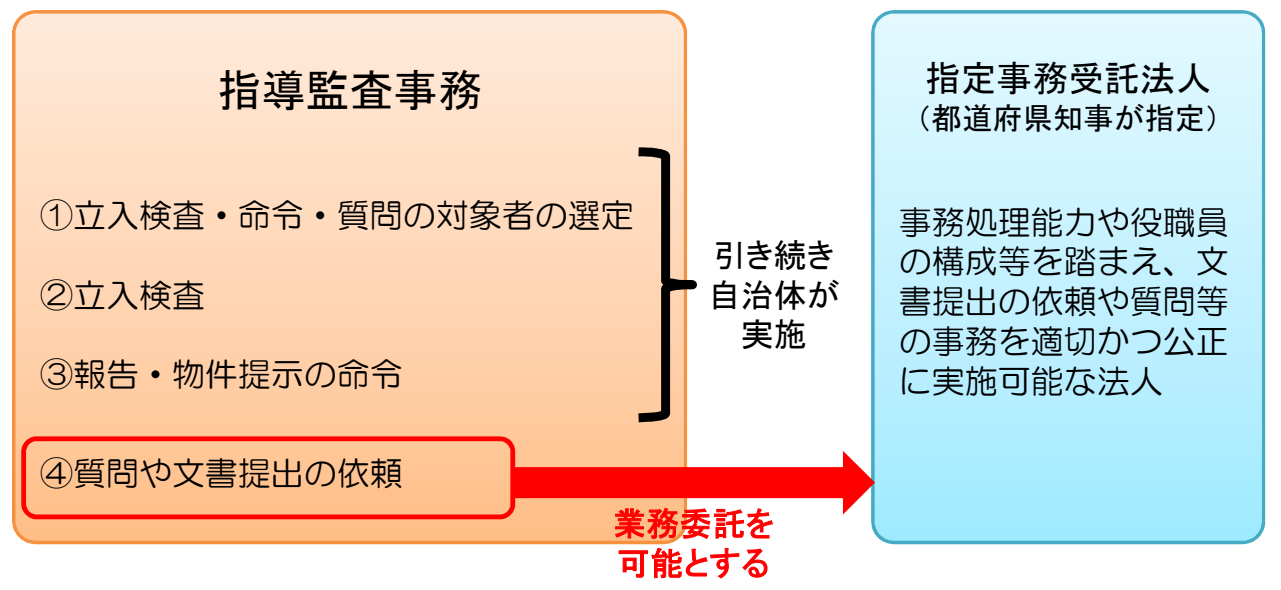 指導監査事務
①立入検査・命令・質問の対象者の選定
②立入検査
③報告・物件提示の命令
④質問や文書提出の依頼
引き続き
自治体が
実施
業務委託を
可能とする
指定事務受託法人
（都道府県知事が指定）
事務処理能力や役職員
の構成等を踏まえ、文
書提出の依頼や質問等
の事務を適切かつ公正
に実施可能な法人